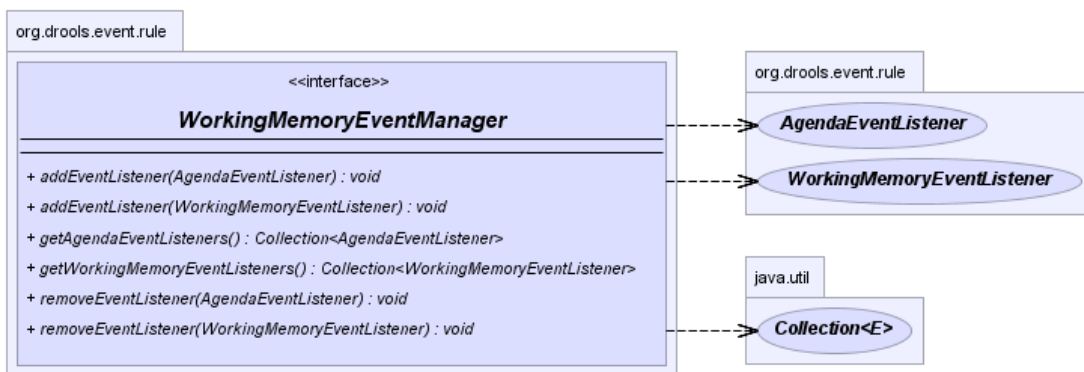 org.drools.event.rule
<<interface>>
WorkingMemoryEventManager
+ addEventListener(AgendaEventListener) : void
+ addEventListener(WorkingMemoryEventListener) : void
+ getAgendaEventListeners() : Collection<AgendaEventListener>
+ getWorkingMemoryEventListeners() : Collection<WorkingMemoryEventListener>
+ removeEventListener(AgendaEventListener) : void
+ removeEventListener(WorkingMemoryEventListener) : void
org.drools.event.rule
AgendaEventListener
WorkingMemoryEventListener
java.util
Collection<E>